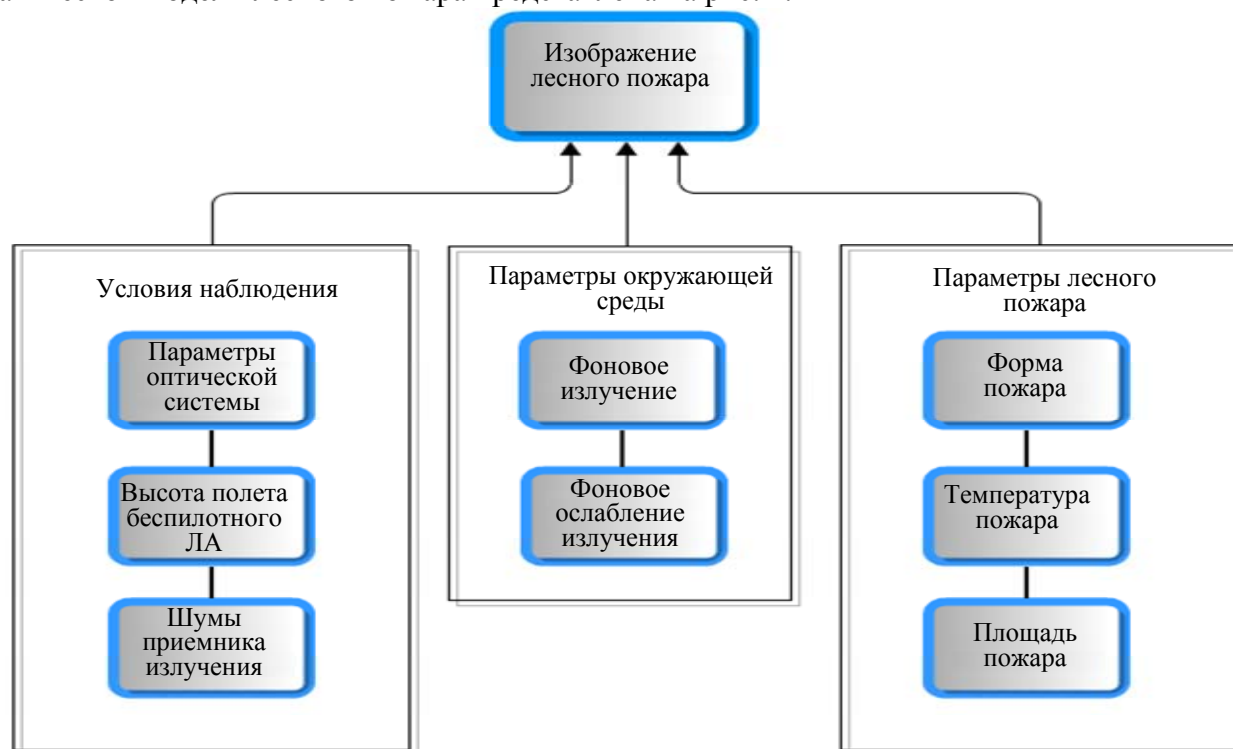 Изображение
лесного пожара
Условия наблюдения
Параметры
оптической
системы
Высота полета
беспилотного
ЛА
Шумы
приемника
излучения
Параметры окружающей
среды
Фоновое
излучение
Фоновое
ослабление
излучения
Параметры лесного
пожара
Форма
пожара
Температура
пожара
Площадь
пожара